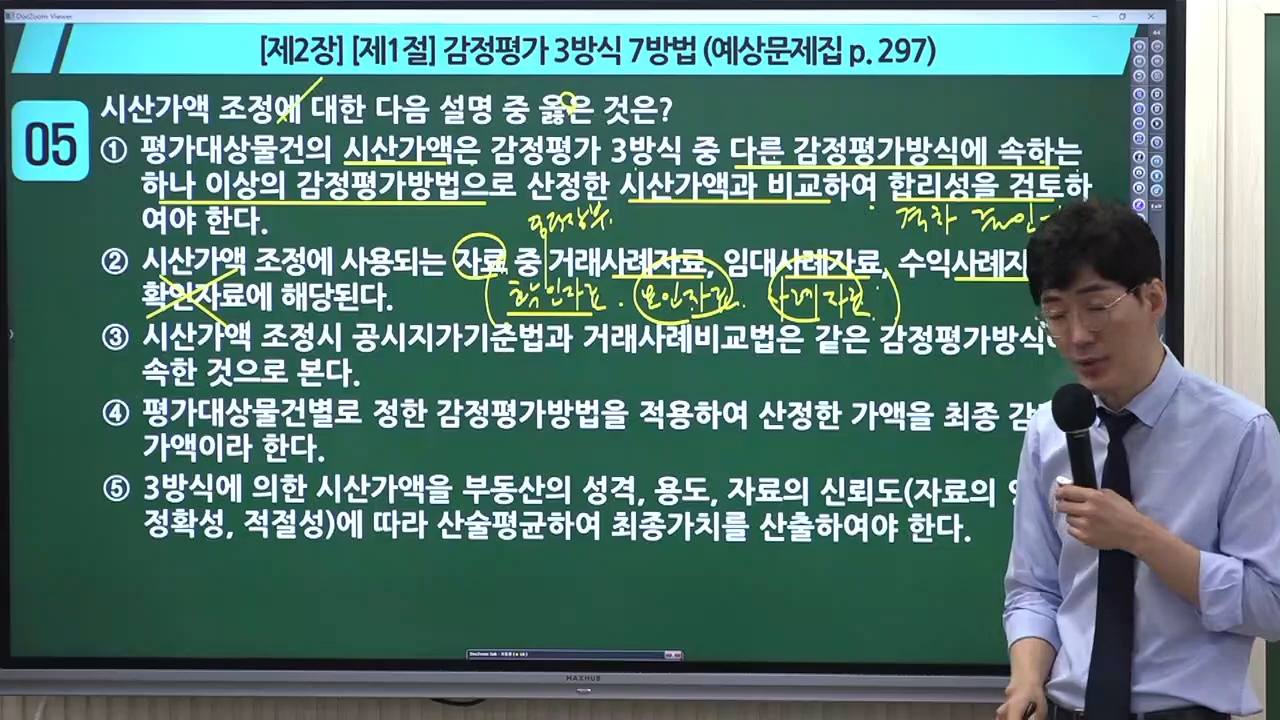 DocZoom Viewer
[제2장] [제1절] 감정평가 3방식 7방법 (예상문제집 p. 297)
05
시산가액 조정에 대한 다음 설명 중 옳은 것은?
① 평가대상물건의 시산가액은 감정평가 3방식 중 다른 감정평가방식에 속하는
하나 이상의 감정평가방법으로 산정한 시산가액과 비교하여 합리성을 검토하
여야 한다.
② 시산가액 조정에 사용되는 자료 중 거래사례자료, 임대사례자료, 수익사례자
확인자료에 해당된다.
확인자료. 요인자료. 사례자료.
③ 시산가액 조정시 공시지가기준법과 거래사례비교법은 같은 감정평가방식
속한 것으로 본다.
④ 평가대상물건별로 정한 감정평가방법을 적용하여 산정한 가액을 최종 감
가액이라 한다.
⑤ 3방식에 의한 시산가액을 부동산의 성격, 용도, 자료의 신뢰도(자료의
정확성, 적절성)에 따라 산술평균하여 최종가치를 산출하여야 한다.
MAXHUB